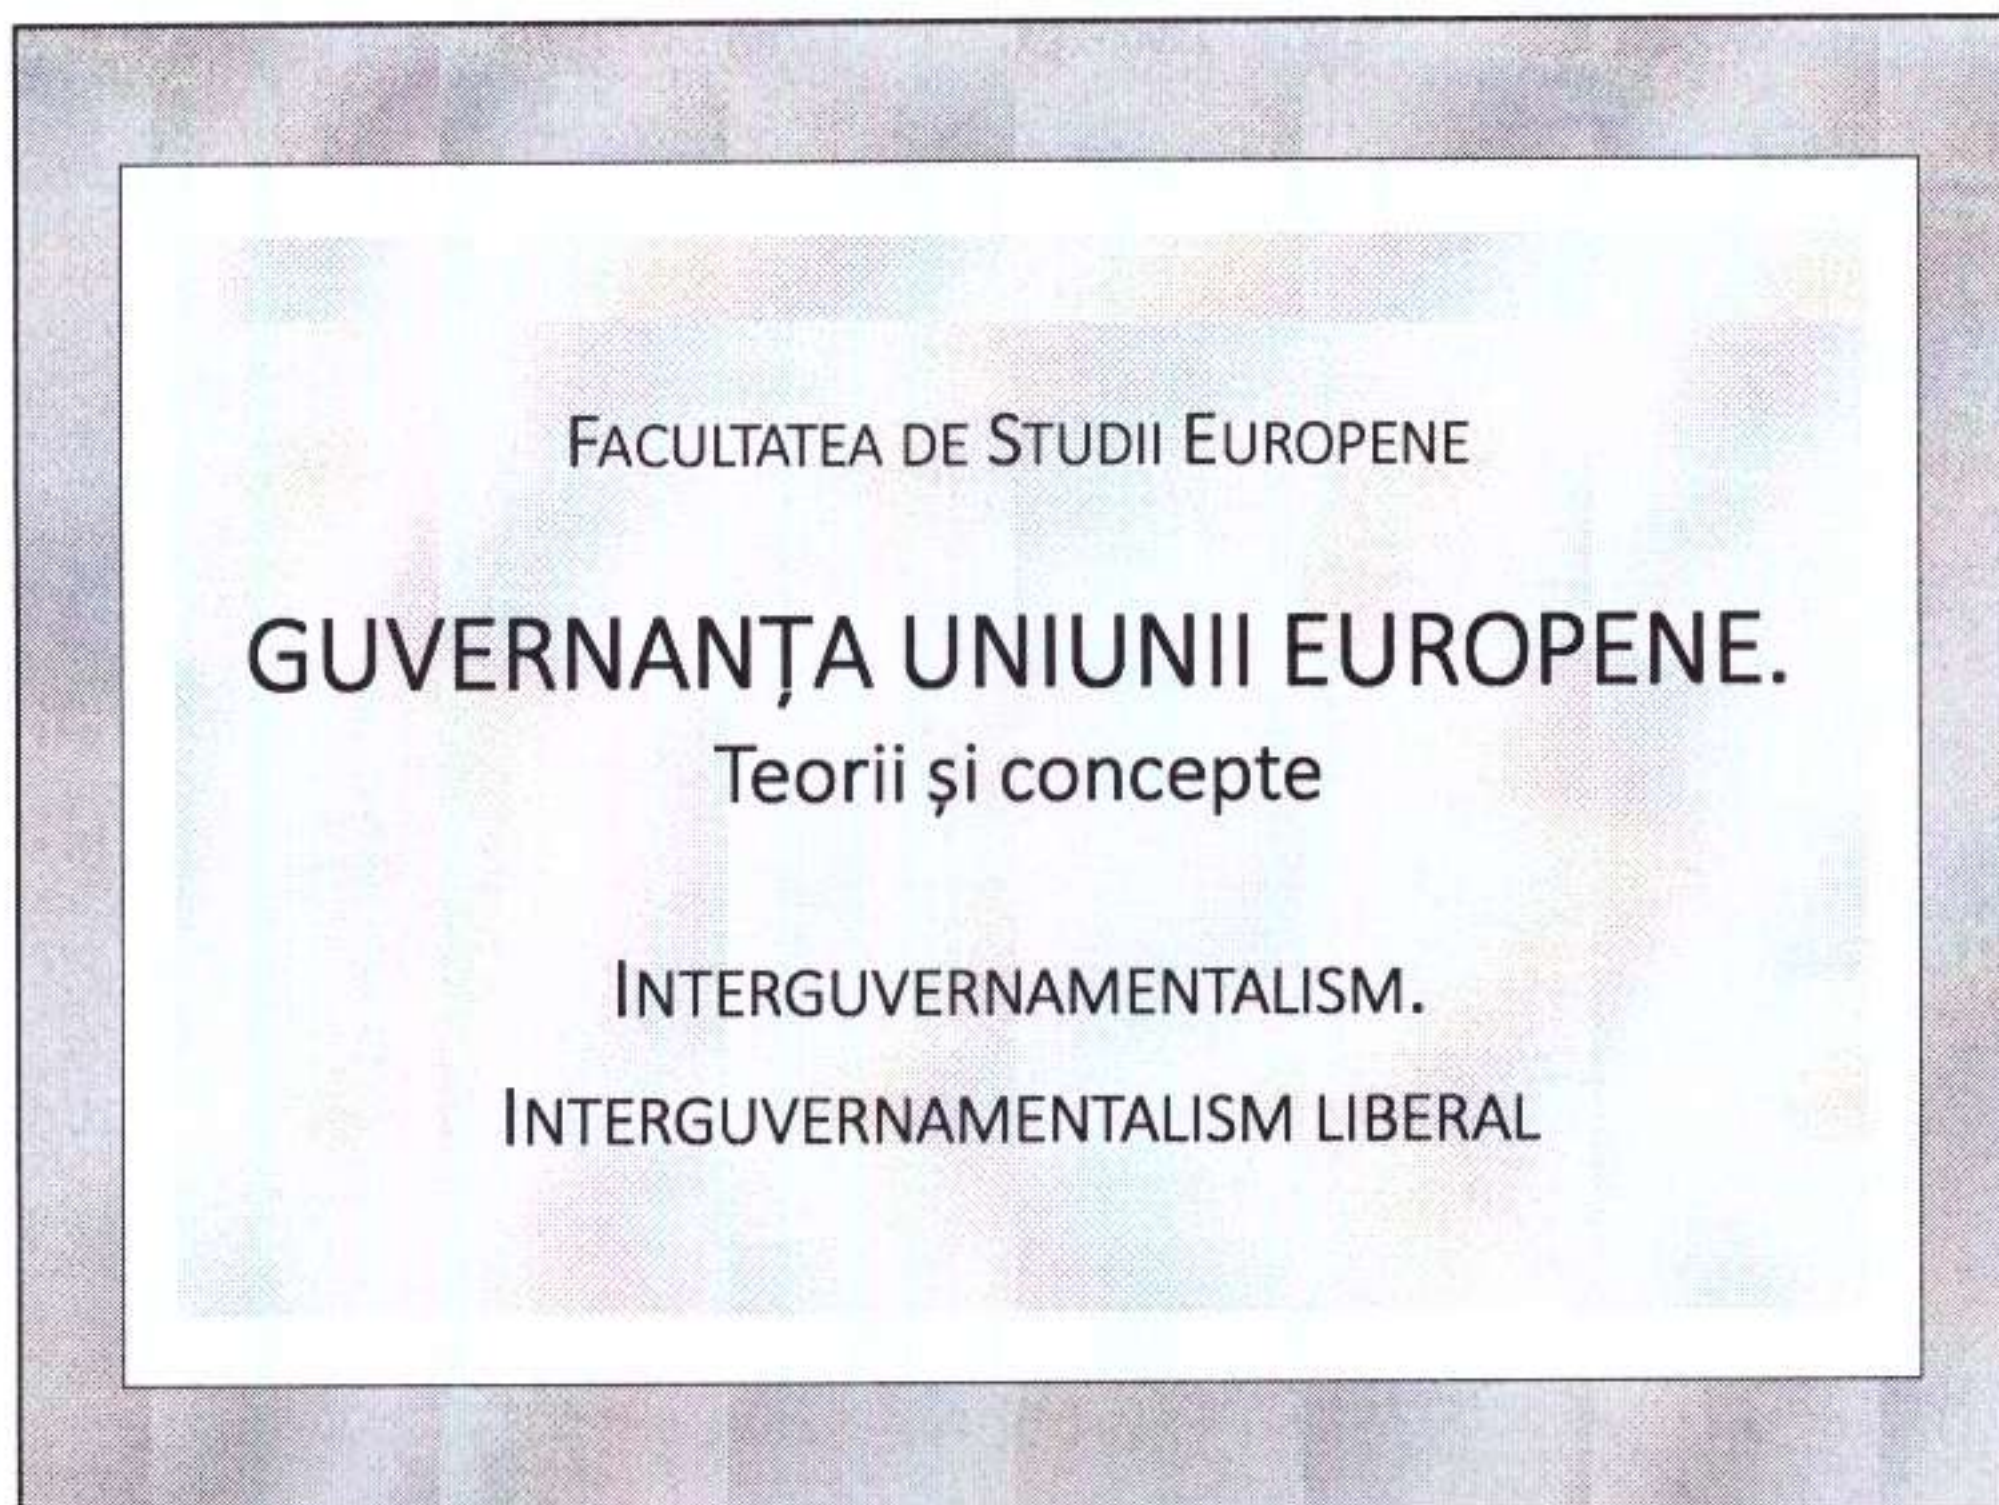 FACULTATEA DE STUDII EUROPENE
GUVERNANȚA UNIUNII EUROPENE.
Teorii și concepte
INTERGUVERNAMENTALISM.
INTERGUVERNAMENTALISM LIBERAL